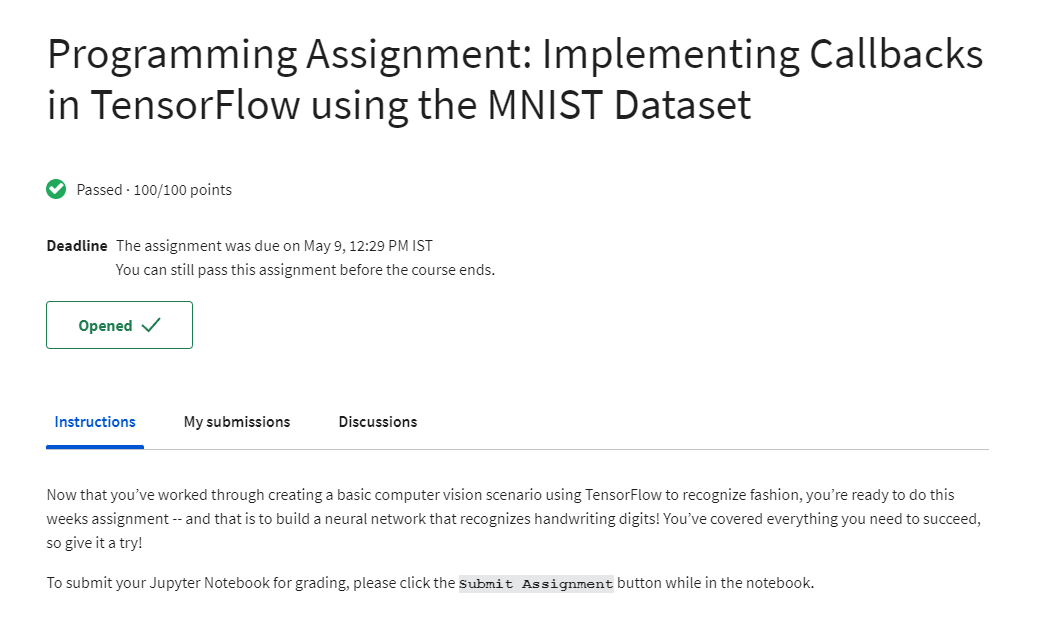 Programming Assignment: Implementing Callbacks
in TensorFlow using the MNIST Dataset
Passed · 100/100 points
Deadline The assignment was due on May 9, 12:29 PM IST
You can still pass this assignment before the course ends.
Opened
Instructions My submissions Discussions
Now that you’ve worked through creating a basic computer vision scenario using TensorFlow to recognize fashion, you’re ready to do this
weeks assignment -- and that is to build a neural network that recognizes handwriting digits! You’ve covered everything you need to succeed,
so give it a try!
To submit your Jupyter Notebook for grading, please click the Submit Assignment button while in the notebook.